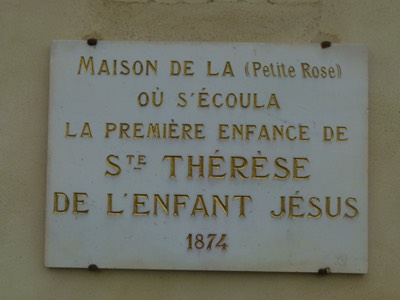 MAISON DE LA (Petite Rose)
OÙ S'ÉCOULA
LA PREMIÈRE ENFANCE DE
STE THÉRÈSE
DE L'ENFANT JÉSUS
1874